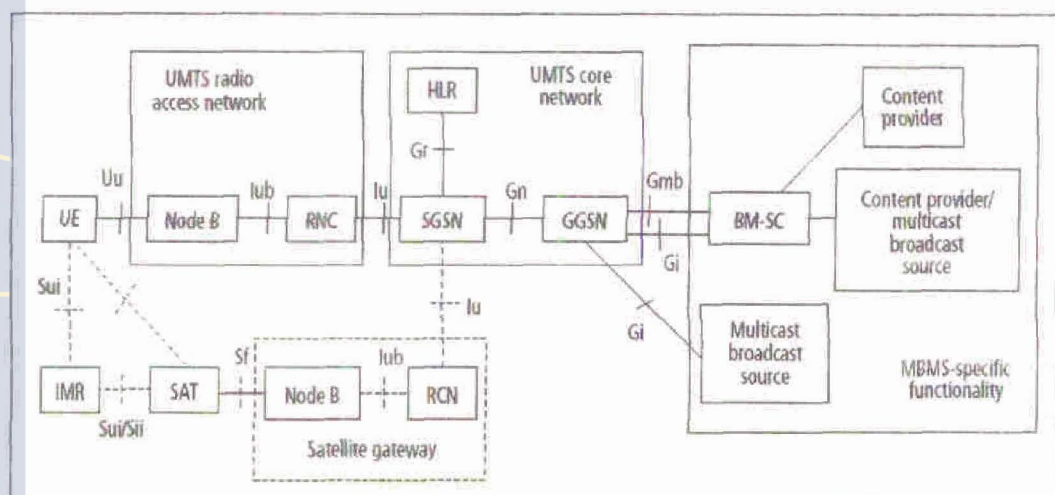 UMTS radio
access network
HLR
UMTS core
network
Content
provider
Gr
Uu
Iub
Iu
Gn
Gmb
UE
Node B
RNC
SGSN
GGSN
BM-SC
Content provider/
multicast
broadcast
source
Gi
Sui
Iu
Gi
Multicast
broadcast
source
MBMS-specific
functionality
IMR
SAT
Sf
Node B
Iub
RCN
Sui/Sii
Satellite gateway